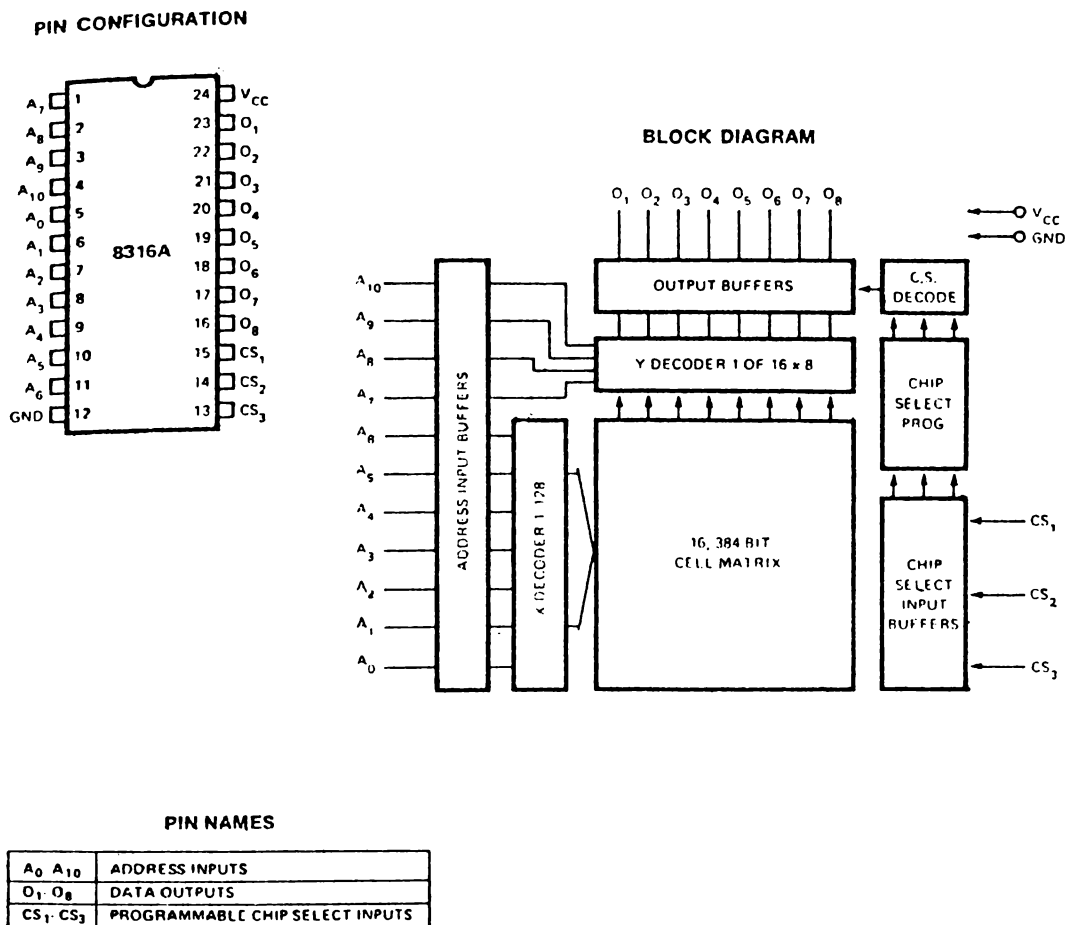 PIN CONFIGURATION
A7 1 24 VCC
A8 2 23 O1
A9 3 22 O2
A10 4 21 O3
A0 5 20 O4
A1 6 19 O5
8316A
A2 7 18 O6
A3 8 17 O7
A4 9 16 O8
A5 10 15 CS1
A6 11 14 CS2
GND 12 13 CS3
BLOCK DIAGRAM
O1 O2 O3 O4 O5 O6 O7 O8
VCC
GND
A10
A9
A8
A7
A6
A5
A4
A3
A2
A1
A0
ADDRESS INPUT BUFFERS
X DECODER 1 128
OUTPUT BUFFERS
Y DECODER 1 OF 16 x 8
16, 384 BIT
CELL MATRIX
C.S.
DECODE
CHIP
SELECT
PROG
CHIP
SELECT
INPUT
BUFFERS
CS1
CS2
CS3
PIN NAMES
A0 A10 ADDRESS INPUTS
O1- O8 DATA OUTPUTS
CS1- CS3 PROGRAMMABLE CHIP SELECT INPUTS